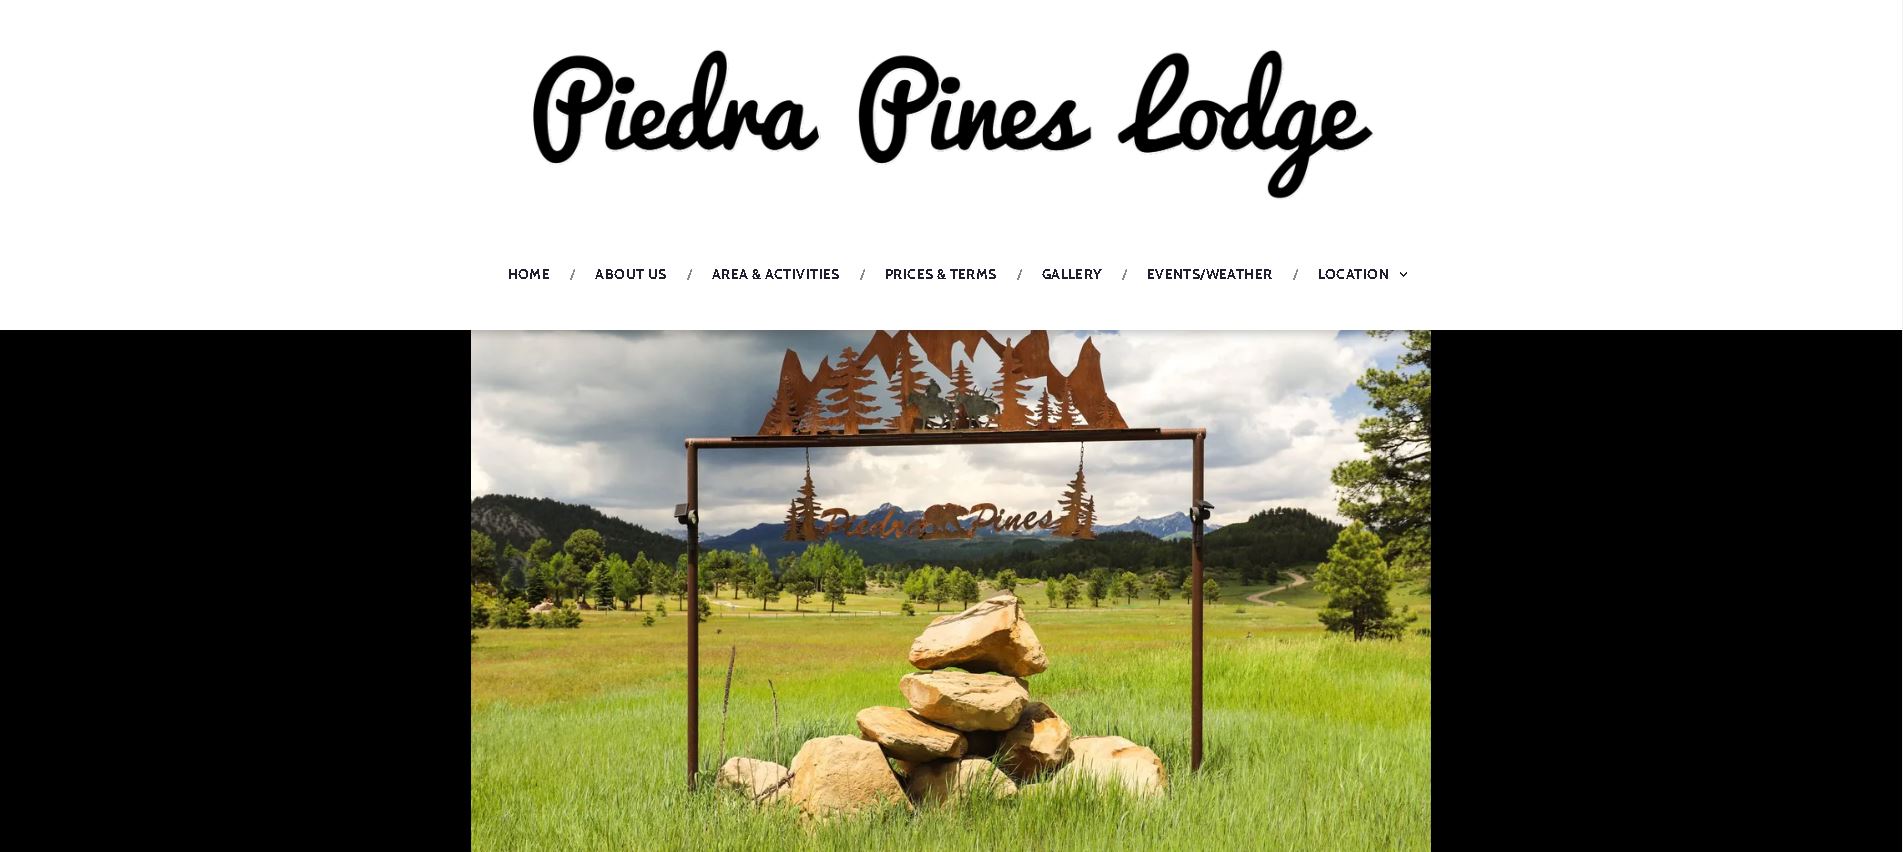 Piedra Pines Lodge
HOME / ABOUT US / AREA & ACTIVITIES / PRICES & TERMS / GALLERY / EVENTS/WEATHER / LOCATION
Piedra Pines